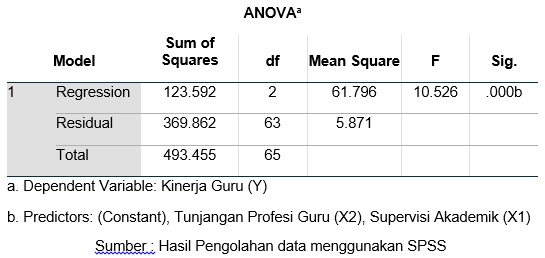 ANOVAª
Model Sum of Squares df Mean Square F Sig.
1 Regression 123.592 2 61.796 10.526 .000b
Residual 369.862 63 5.871
Total 493.455 65
a. Dependent Variable: Kinerja Guru (Y)
b. Predictors: (Constant), Tunjangan Profesi Guru (X2), Supervisi Akademik (X1)
Sumber : Hasil Pengolahan data menggunakan SPSS